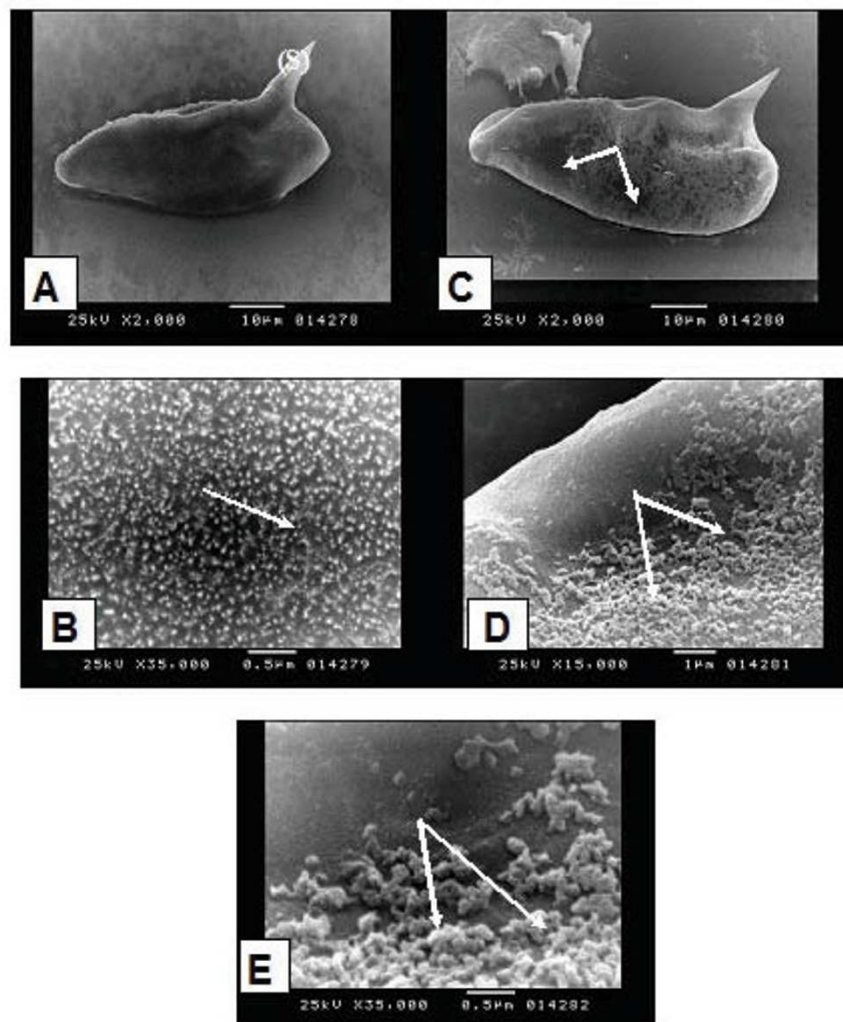 S
A
25kV X2,000 10µm 014278
C
25kV X2,000 10µm 014280
B
25kV X35,000 0.5µm 014279
D
25kV X15,000 1µm 014281
E
25kV X35,000 0.5µm 014282